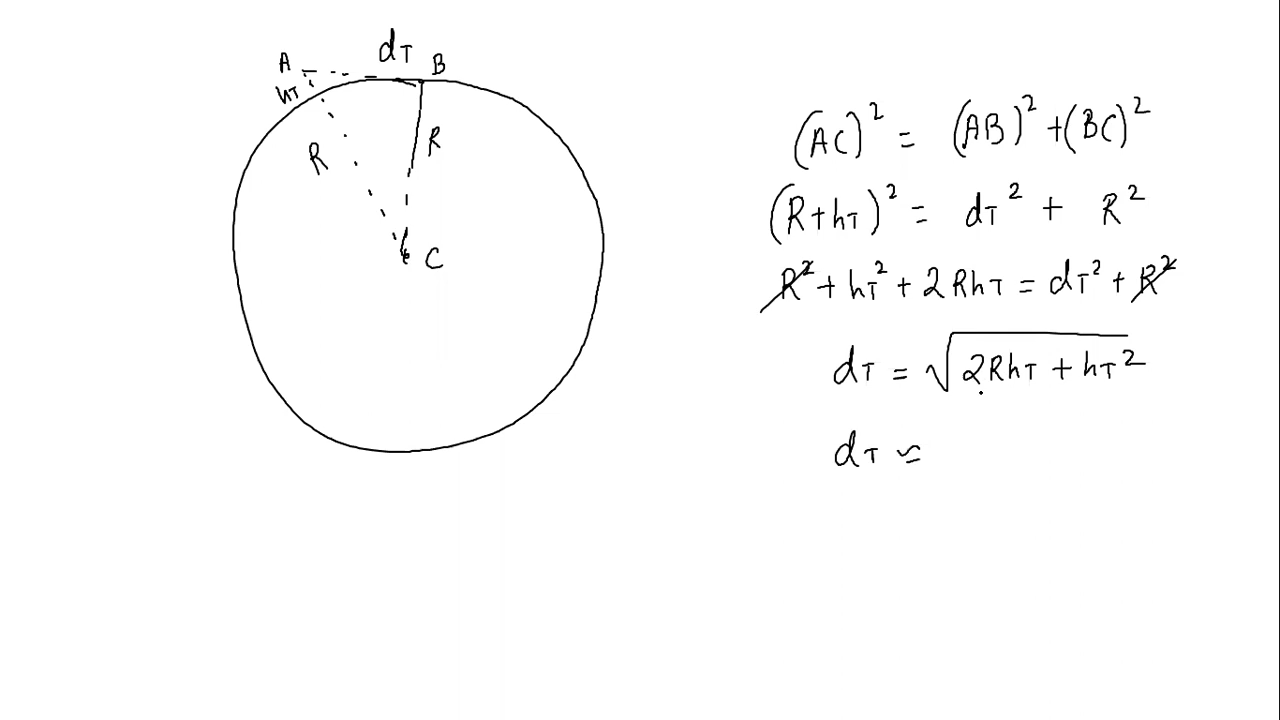 dT
A
B
hT
R
R
C
(AC)² = (AB)² + (BC)²
(R+hT)² = dT² + R²
R² + hT² + 2RhT = dT² + R²
dT = √(2RhT + hT²)
dT ≈